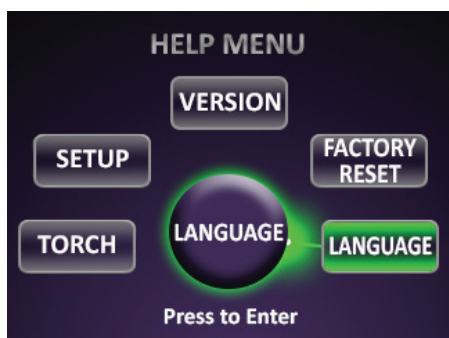 HELP MENU
VERSION
SETUP
FACTORY
RESET
TORCH
LANGUAGE
LANGUAGE
Press to Enter